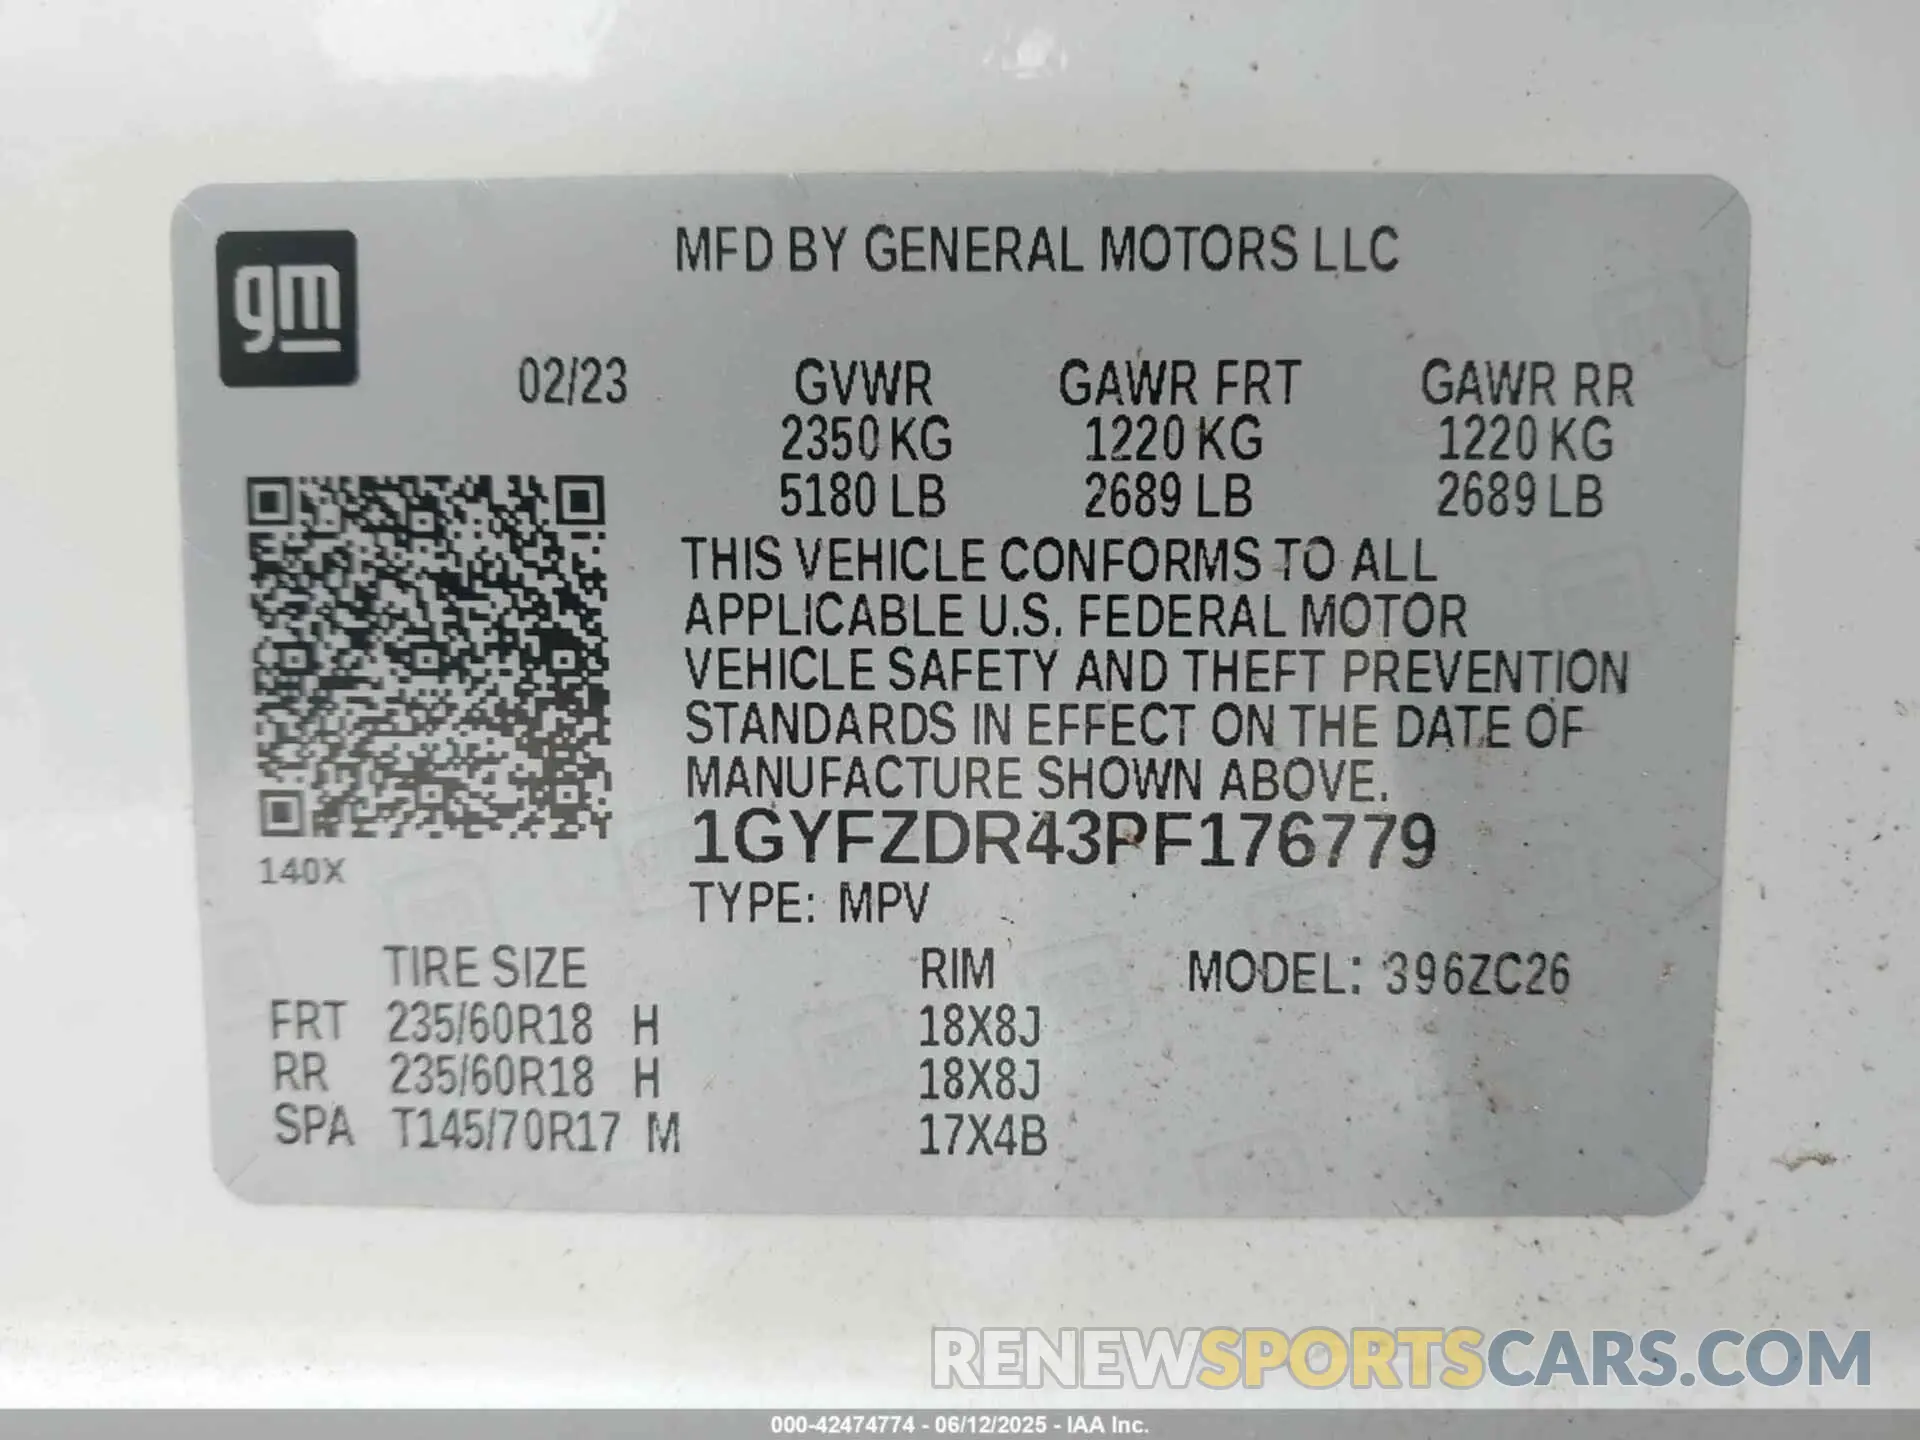 MFD BY GENERAL MOTORS LLC
gm
02/23 GVWR GAWR FRT GAWR RR
2350 KG 1220 KG 1220 KG
5180 LB 2689 LB 2689 LB
THIS VEHICLE CONFORMS TO ALL
APPLICABLE U.S. FEDERAL MOTOR
VEHICLE SAFETY AND THEFT PREVENTION
STANDARDS IN EFFECT ON THE DATE OF
MANUFACTURE SHOWN ABOVE.
1GYFZDR43PF176779
140X
TYPE: MPV
TIRE SIZE RIM MODEL: 396ZC26
FRT 235/60R18 H 18X8J
RR 235/60R18 H 18X8J
SPA T145/70R17 M 17X4B
RENEWSPORTSCARS.COM
000-42474774 - 06/12/2025 - IAA Inc.